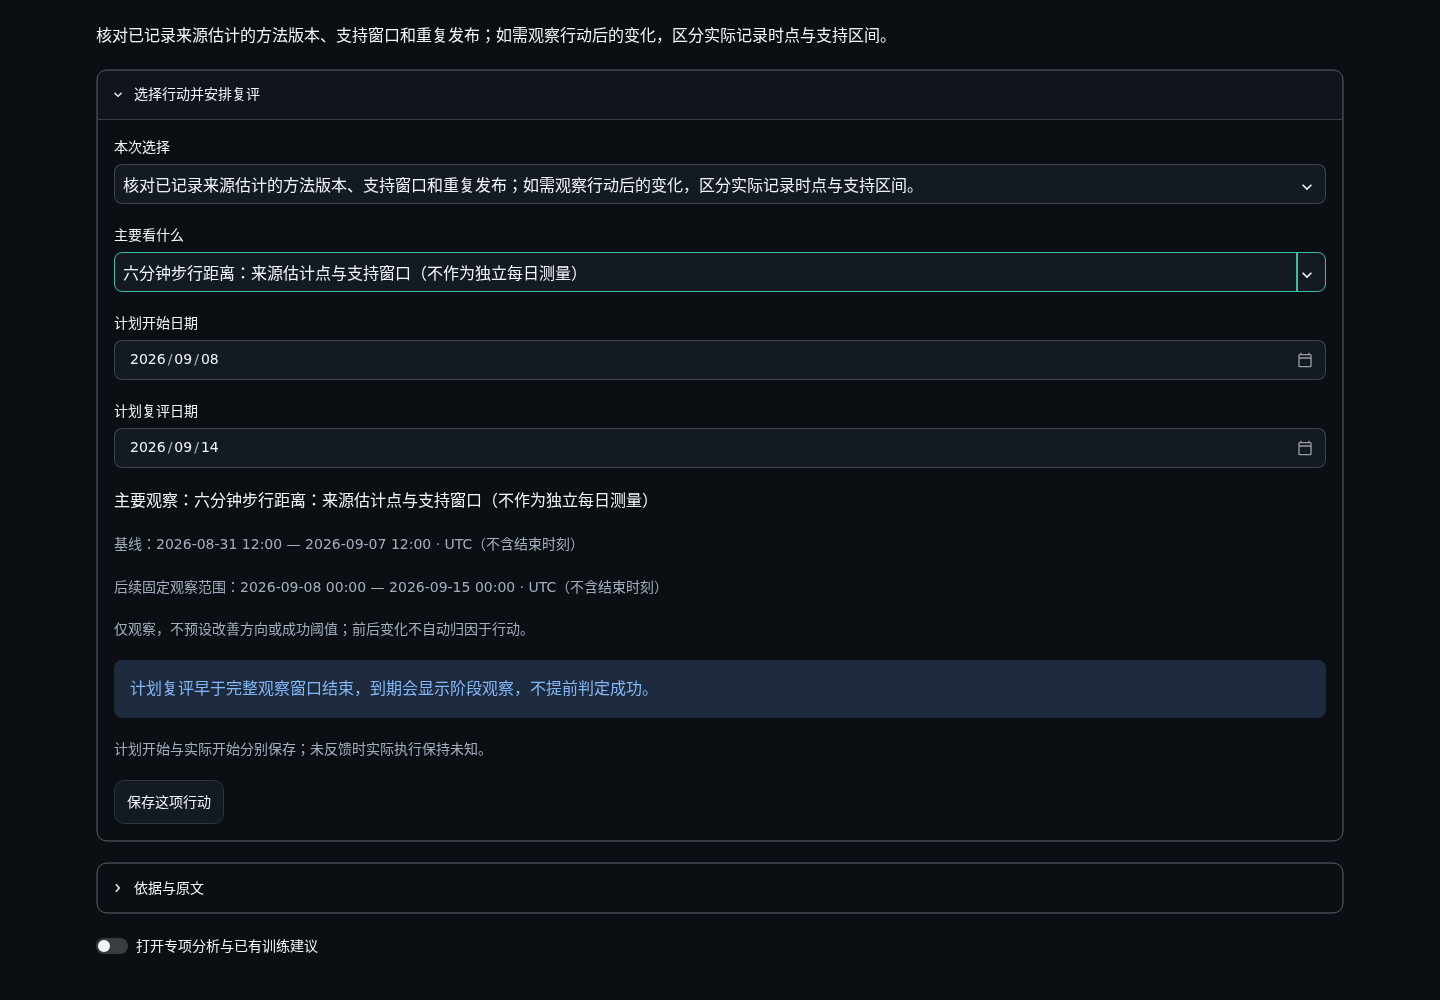 核对已记录来源估计的方法版本、支持窗口和重复发布；如需观察行动后的变化，区分实际记录时点与支持区间。
选择行动并安排复评
本次选择
核对已记录来源估计的方法版本、支持窗口和重复发布；如需观察行动后的变化，区分实际记录时点与支持区间。
主要看什么
六分钟步行距离：来源估计点与支持窗口（不作为独立每日测量）
计划开始日期
2026/09/08
计划复评日期
2026/09/14
主要观察：六分钟步行距离：来源估计点与支持窗口（不作为独立每日测量）
基线：2026-08-31 12:00 — 2026-09-07 12:00 · UTC（不含结束时刻）
后续固定观察范围：2026-09-08 00:00 — 2026-09-15 00:00 · UTC（不含结束时刻）
仅观察，不预设改善方向或成功阈值；前后变化不自动归因于行动。
计划复评早于完整观察窗口结束，到期会显示阶段观察，不提前判定成功。
计划开始与实际开始分别保存；未反馈时实际执行保持未知。
保存这项行动
依据与原文
打开专项分析与已有训练建议